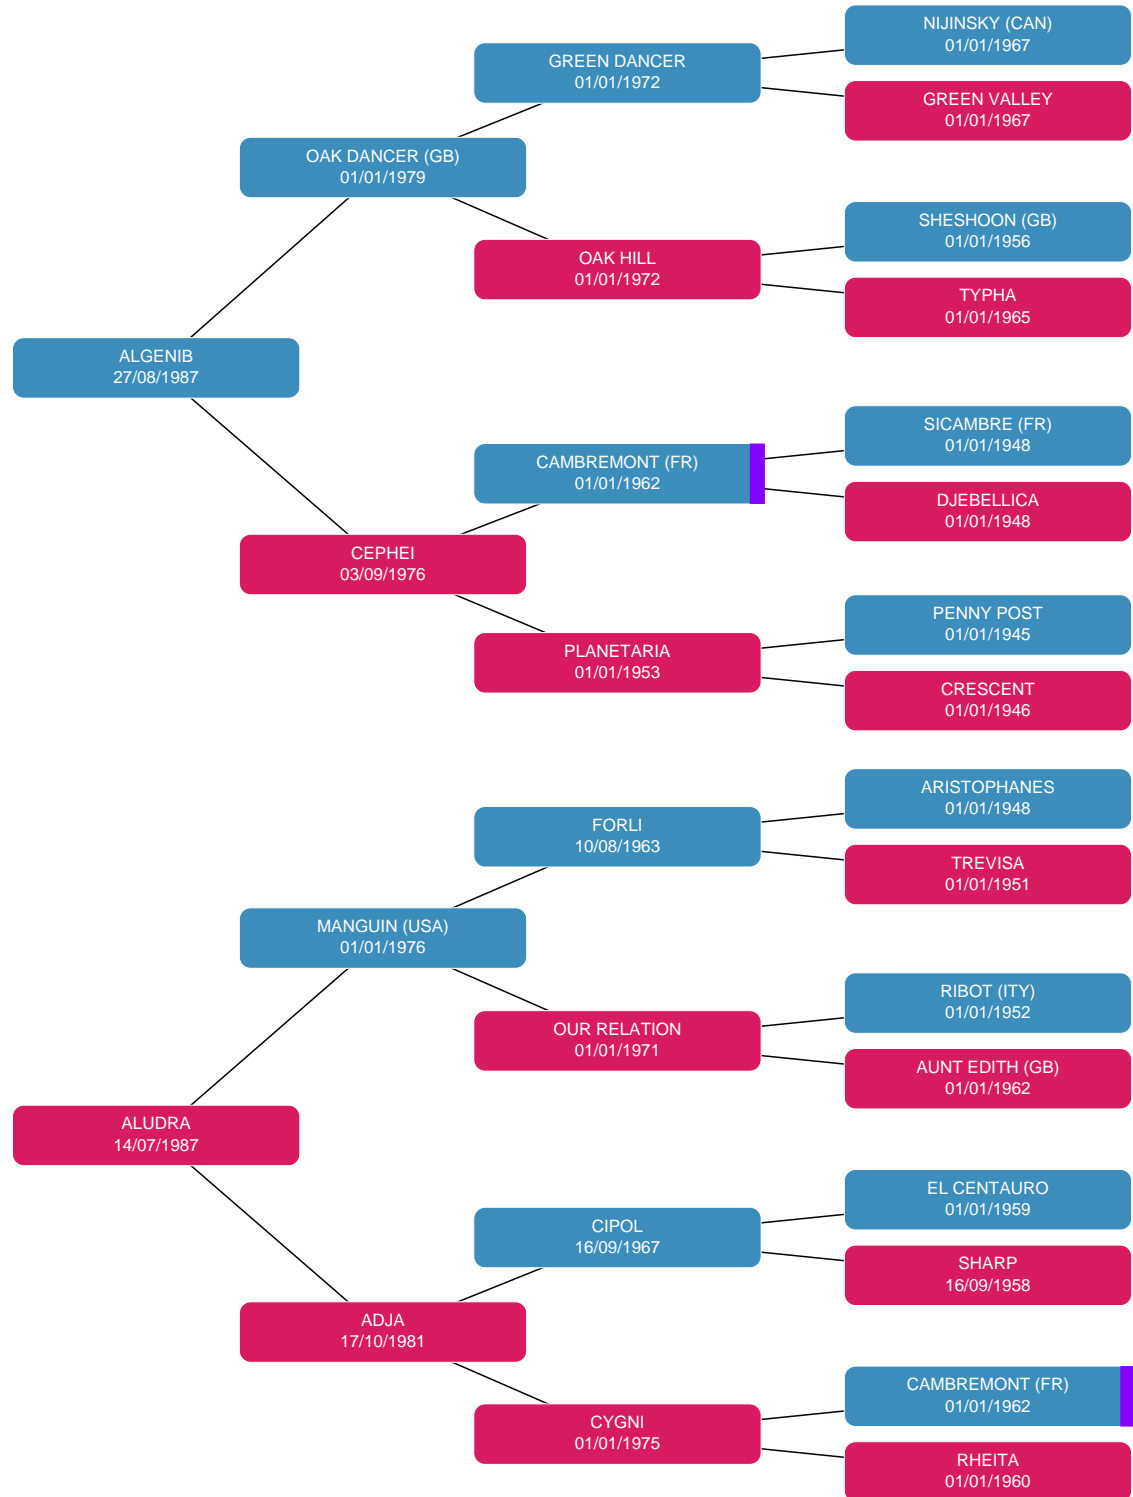 NIJINSKY (CAN)
01/01/1967
GREEN DANCER
01/01/1972
GREEN VALLEY
01/01/1967
OAK DANCER (GB)
01/01/1979
SHESHOON (GB)
01/01/1956
OAK HILL
01/01/1972
TYPHA
01/01/1965
ALGENIB
27/08/1987
SICAMBRE (FR)
01/01/1948
CAMBREMONT (FR)
01/01/1962
DJEBELLICA
01/01/1948
CEPHEI
03/09/1976
PENNY POST
01/01/1945
PLANETARIA
01/01/1953
CRESCENT
01/01/1946
ARISTOPHANES
01/01/1948
FORLI
10/08/1963
TREVISA
01/01/1951
MANGUIN (USA)
01/01/1976
RIBOT (ITY)
01/01/1952
OUR RELATION
01/01/1971
AUNT EDITH (GB)
01/01/1962
ALUDRA
14/07/1987
EL CENTAURO
01/01/1959
CIPOL
16/09/1967
SHARP
16/09/1958
ADJA
17/10/1981
CAMBREMONT (FR)
01/01/1962
CYGNI
01/01/1975
RHEITA
01/01/1960